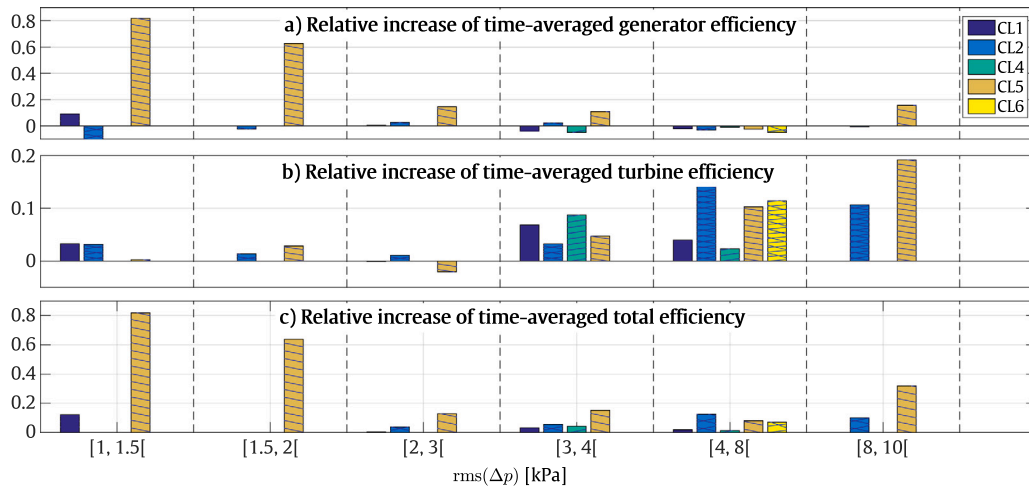 a) Relative increase of time-averaged generator efficiency
0.8
0.6
0.4
0.2
0
CL1
CL2
CL4
CL5
CL6
b) Relative increase of time-averaged turbine efficiency
0.2
0.1
0
c) Relative increase of time-averaged total efficiency
0.8
0.6
0.4
0.2
0
[1, 1.5[ [1.5, 2[ [2, 3[ [3, 4[ [4, 8[ [8, 10[
rms(Δp) [kPa]